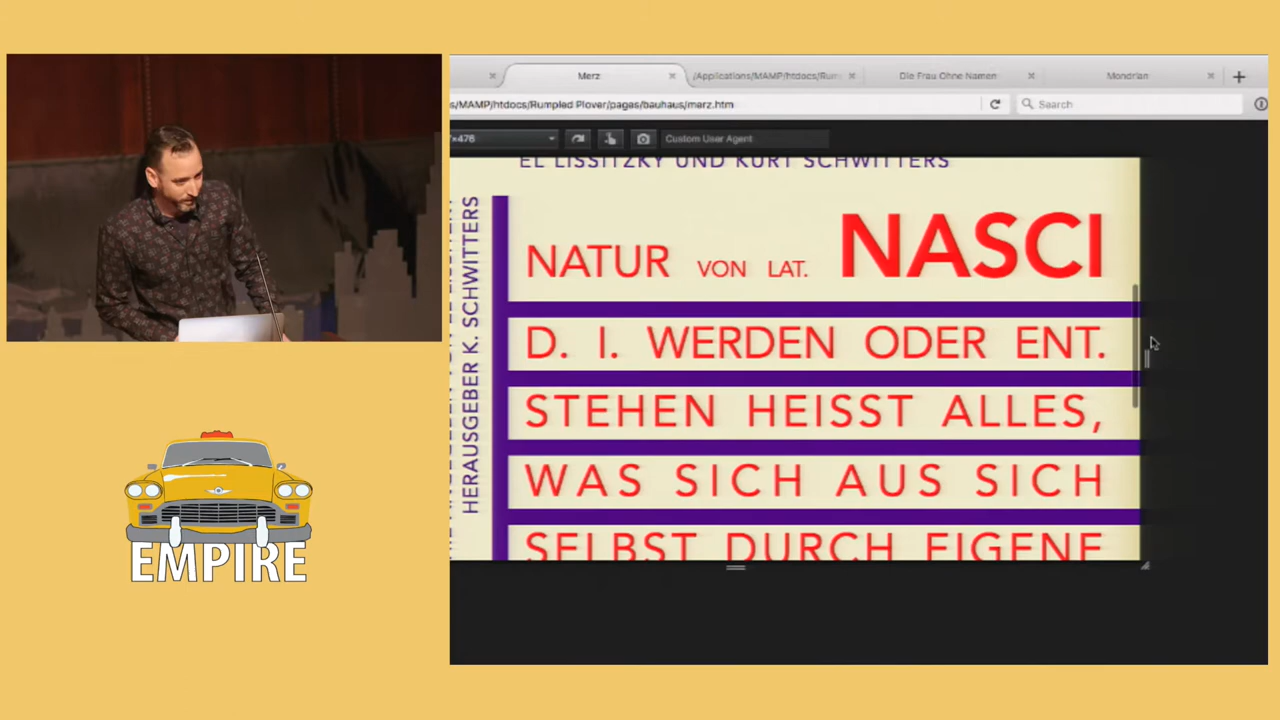 Merz
/Applications/MAMP/htdocs/Rum
Die Frau Ohne Namen
Mondrian
s/MAMP/htdocs/Rumpled Plover/pages/bauhaus/merz.htm
Search
×476
Custom User Agent
EL LISSITZKY UND KURT SCHWITTERS
HERAUSGEBER K. SCHWITTERS
NATUR VON LAT. NASCI
D. I. WERDEN ODER ENT.
STEHEN HEISST ALLES,
WAS SICH AUS SICH
SELBST DURCH EIGENE
EMPIRE